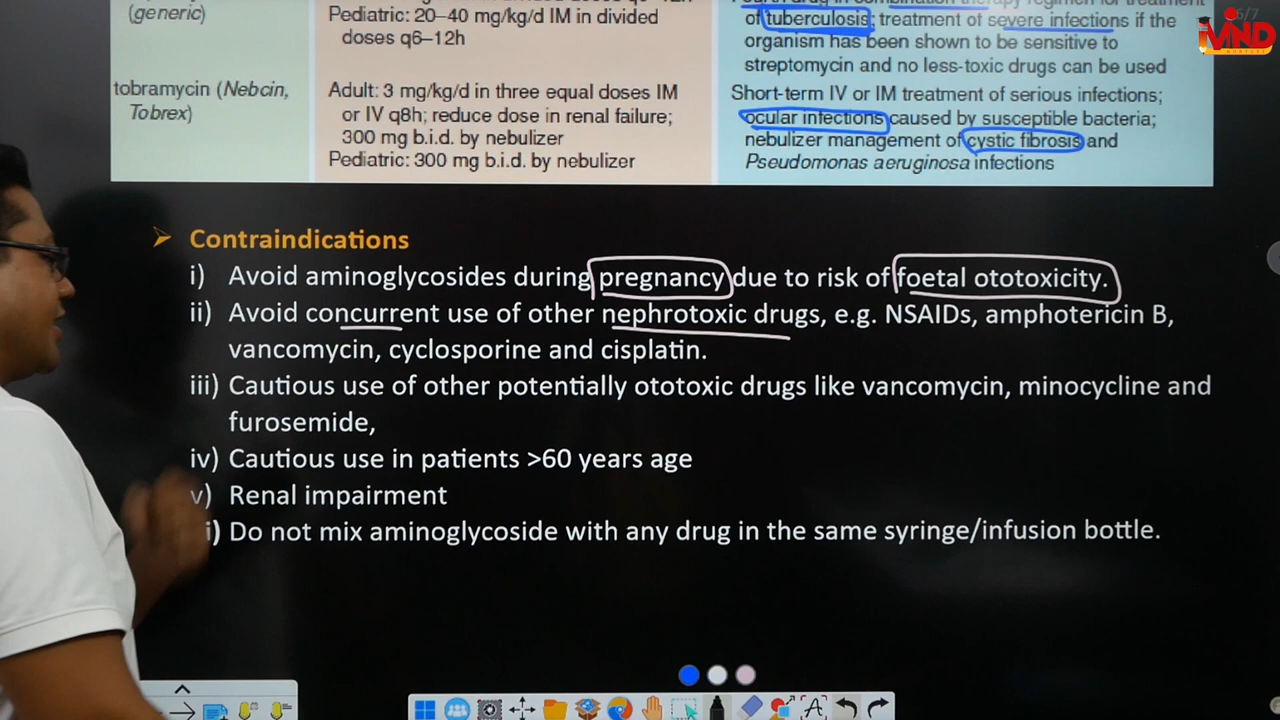 (generic)
Pediatric: 20–40 mg/kg/d IM in divided
doses q6–12h
of tuberculosis; treatment of severe infections if the
organism has been shown to be sensitive to
streptomycin and no less-toxic drugs can be used
tobramycin (Nebcin,
Tobrex)
Adult: 3 mg/kg/d in three equal doses IM
or IV q8h; reduce dose in renal failure;
300 mg b.i.d. by nebulizer
Pediatric: 300 mg b.i.d. by nebulizer
Short-term IV or IM treatment of serious infections;
ocular infections caused by susceptible bacteria;
nebulizer management of cystic fibrosis and
Pseudomonas aeruginosa infections
iMIND
Contraindications
i) Avoid aminoglycosides during pregnancy due to risk of foetal ototoxicity.
ii) Avoid concurrent use of other nephrotoxic drugs, e.g. NSAIDs, amphotericin B,
vancomycin, cyclosporine and cisplatin.
iii) Cautious use of other potentially ototoxic drugs like vancomycin, minocycline and
furosemide,
iv) Cautious use in patients >60 years age
v) Renal impairment
i) Do not mix aminoglycoside with any drug in the same syringe/infusion bottle.